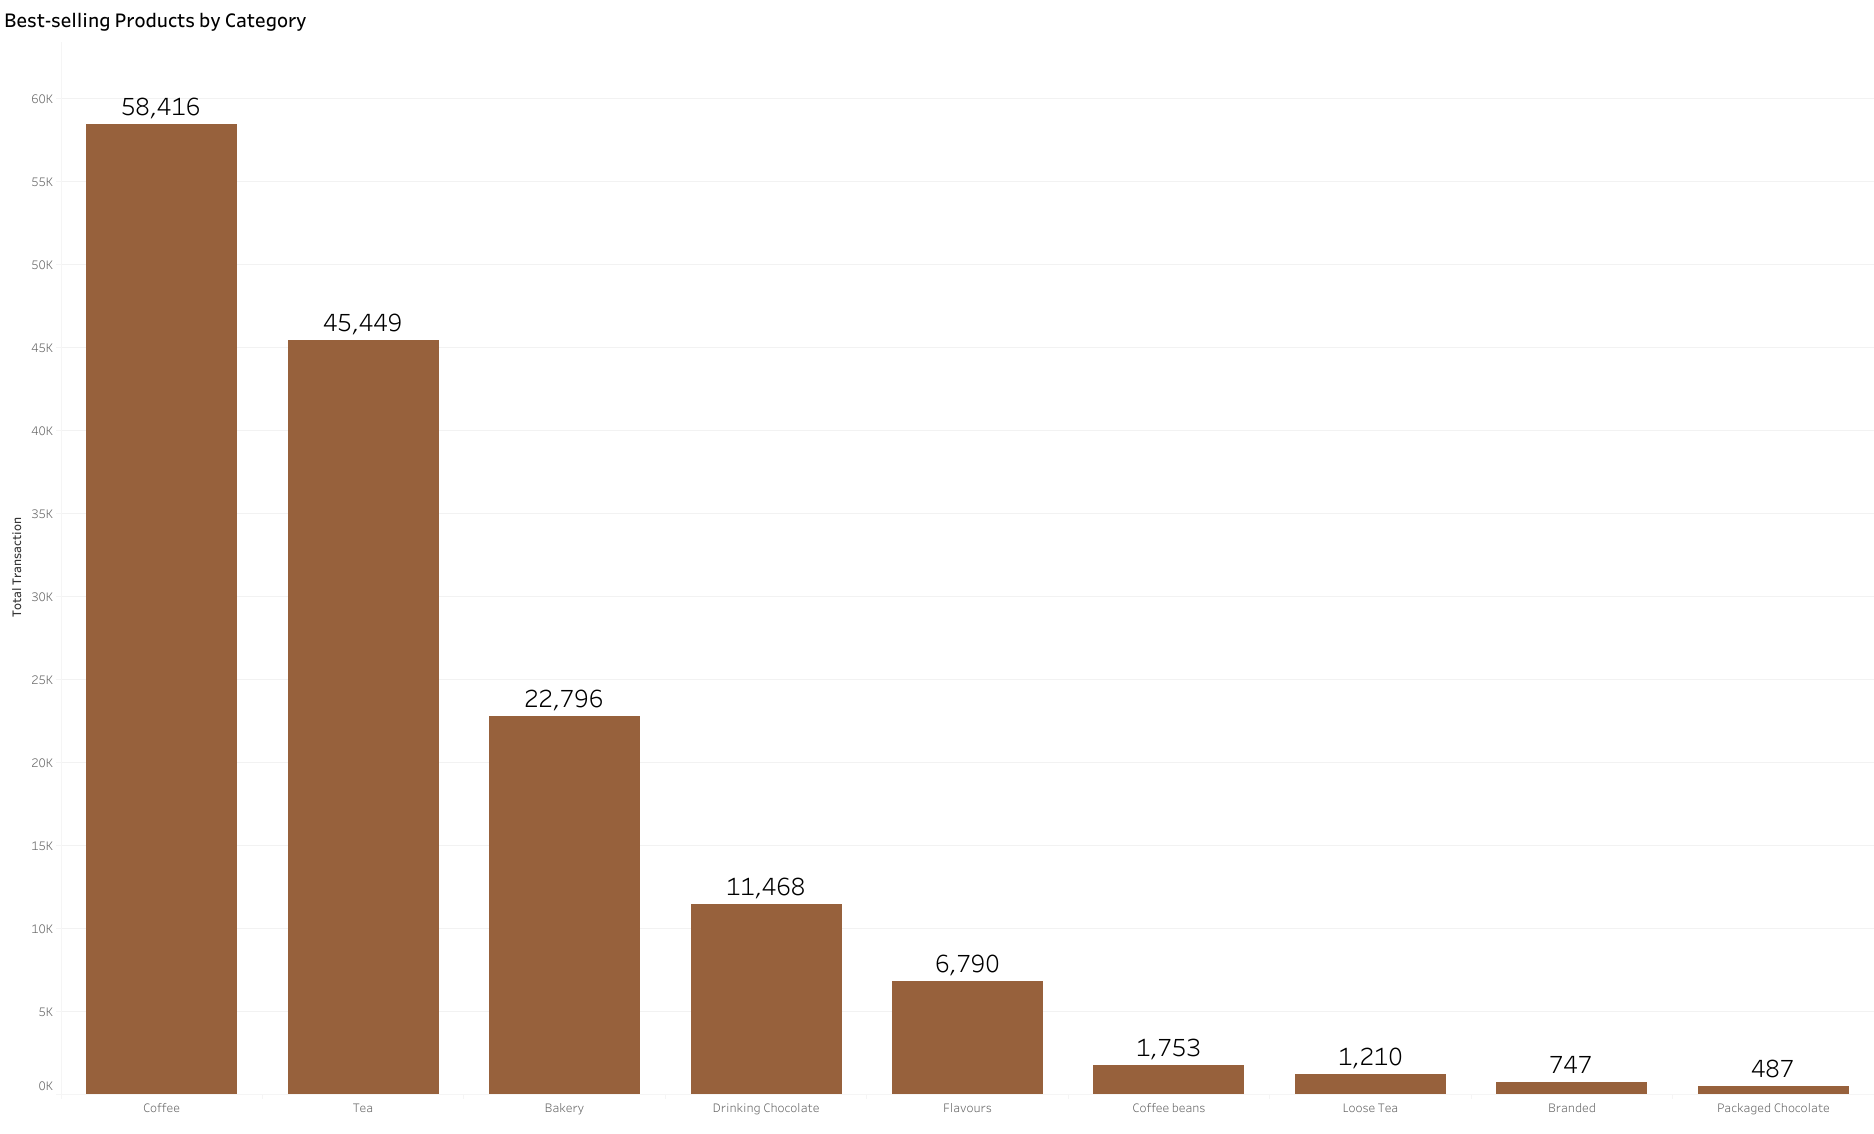 Best-selling Products by Category
Total Transaction
60K
55K
50K
45K
40K
35K
30K
25K
20K
15K
10K
5K
0K
58,416
45,449
22,796
11,468
6,790
1,753
1,210
747
487
Coffee
Tea
Bakery
Drinking Chocolate
Flavours
Coffee beans
Loose Tea
Branded
Packaged Chocolate